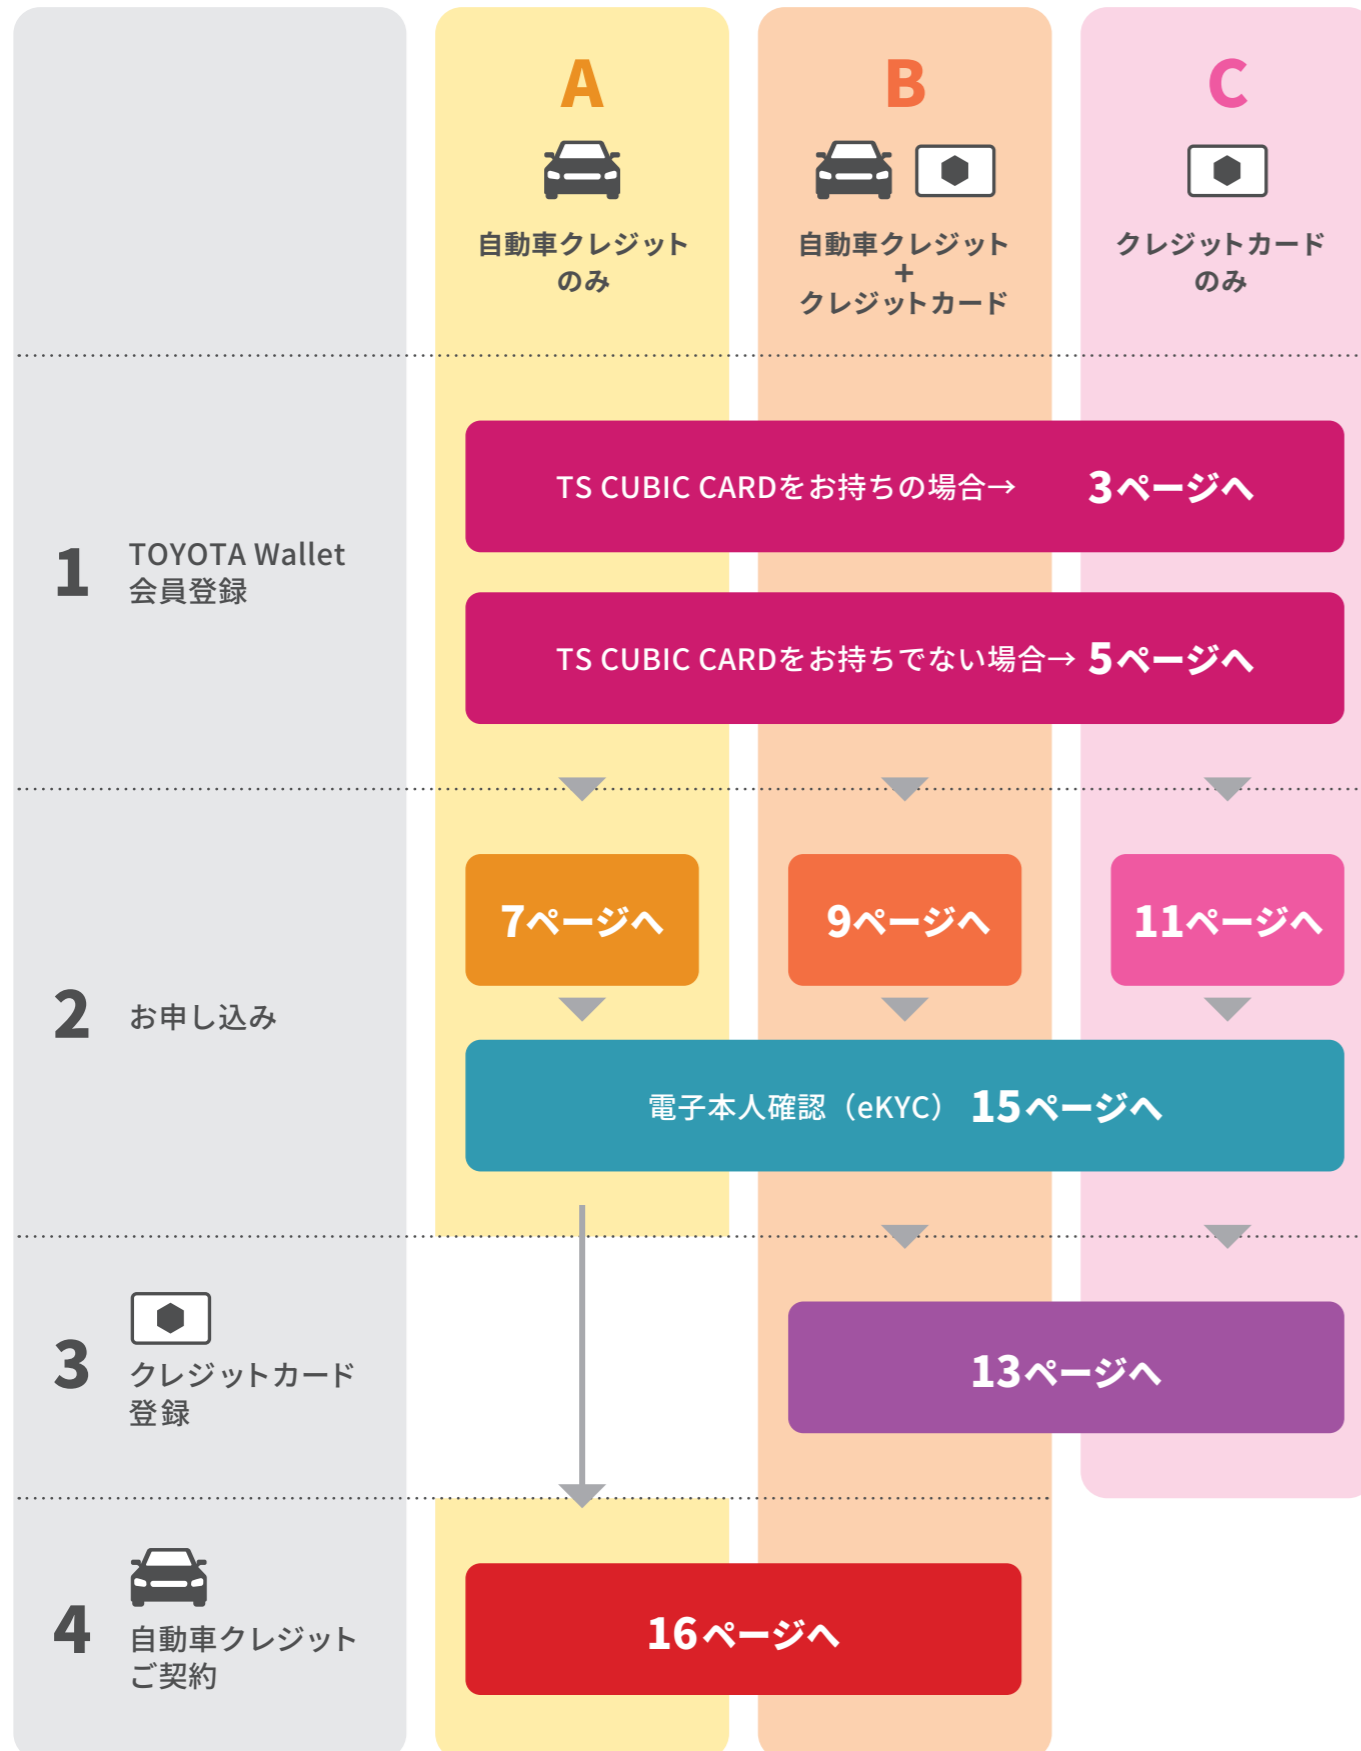 A
自動車クレジット
のみ
B
自動車クレジット
+
クレジットカード
C
クレジットカード
のみ
1
TOYOTA Wallet
会員登録
TS CUBIC CARDをお持ちの場合→ 3ページへ
TS CUBIC CARDをお持ちでない場合→ 5ページへ
2
お申し込み
7ページへ
9ページへ
11ページへ
電子本人確認（eKYC） 15ページへ
3
クレジットカード
登録
13ページへ
4
自動車クレジット
ご契約
16ページへ